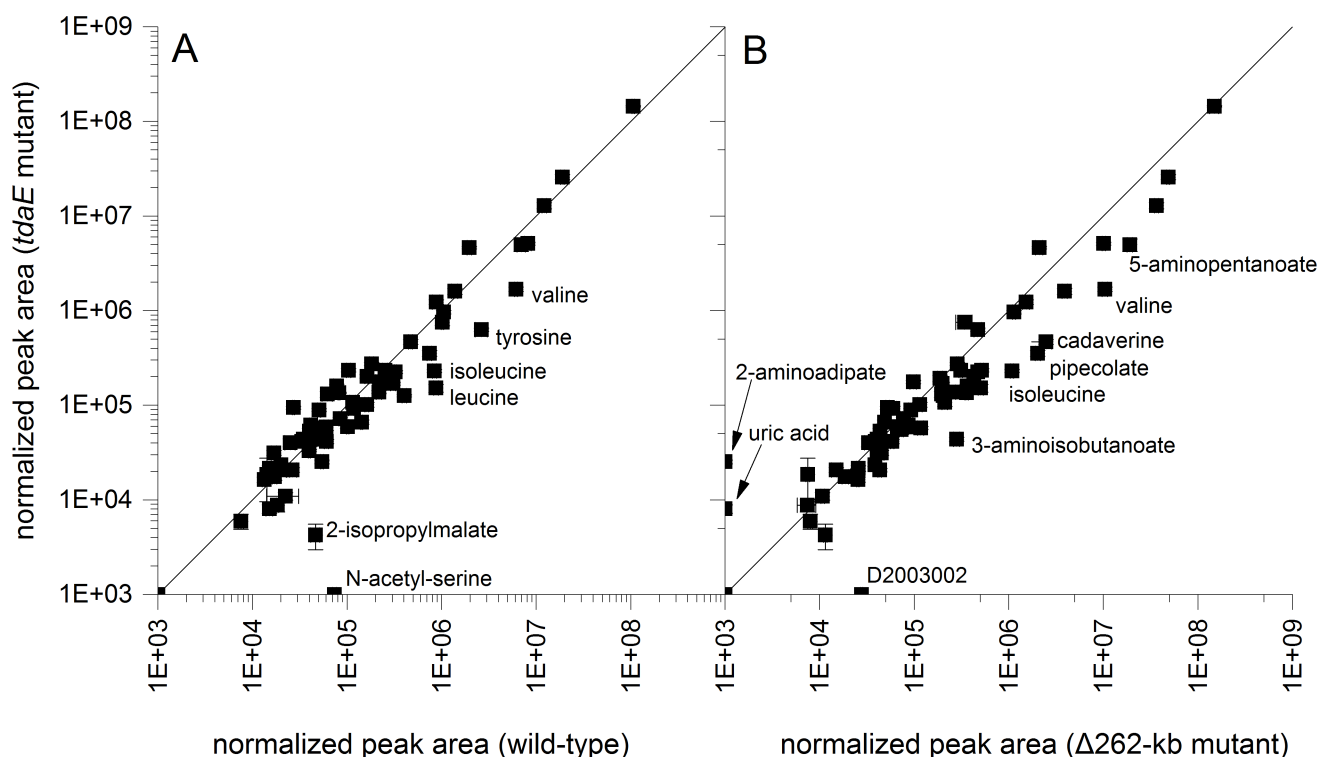 A
B
normalized peak area (tdaE mutant)
1E+09
1E+08
1E+07
1E+06
1E+05
1E+04
1E+03
valine
tyrosine
isoleucine
leucine
2-isopropylmalate
N-acetyl-serine
5-aminopentanoate
valine
cadaverine
pipecolate
isoleucine
2-aminoadipate
uric acid
3-aminoisobutanoate
D2003002
1E+03
1E+04
1E+05
1E+06
1E+07
1E+08
1E+03
1E+04
1E+05
1E+06
1E+07
1E+08
1E+09
normalized peak area (wild-type)
normalized peak area (Δ262-kb mutant)